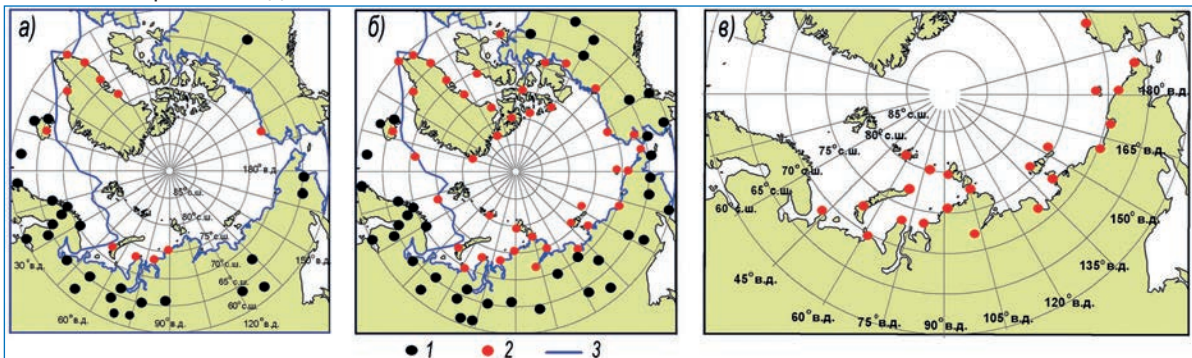 а)
180° в.д.
85° с.ш.
80° с.ш.
75° с.ш.
70° с.ш.
65° с.ш.
60° с.ш.
30° в.д.
60° в.д.
90° в.д.
120° в.д.
150° в.д.
б)
в)
85° с.ш.
80° с.ш.
75° с.ш.
70° с.ш.
65° с.ш.
60° с.ш.
45° в.д.
60° в.д.
75° в.д.
90° в.д.
105° в.д.
120° в.д.
135° в.д.
150° в.д.
165° в.д.
180° в.д.
1 2 3